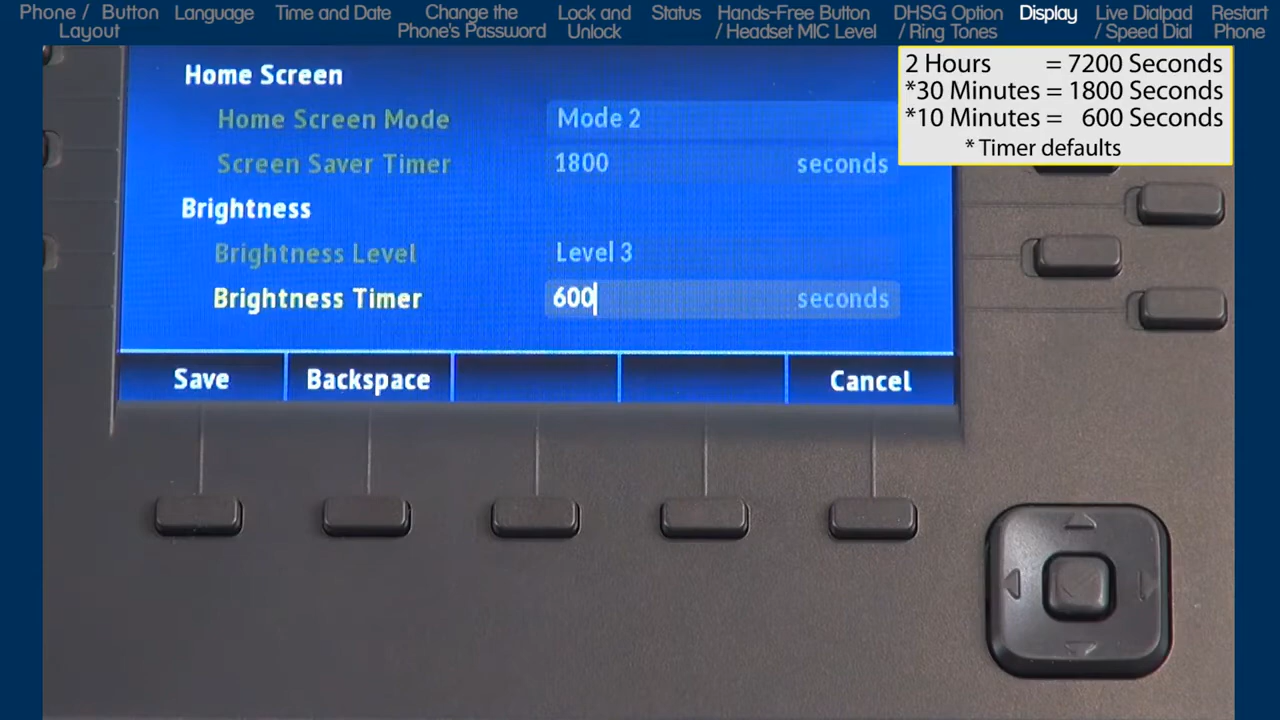 Phone / Button Layout
Language
Time and Date
Change the Phone's Password
Lock and Unlock
Status
Hands-Free Button / Headset MIC Level
DHSG Option / Ring Tones
Display
Live Dialpad / Speed Dial
Restart Phone
2 Hours = 7200 Seconds
*30 Minutes = 1800 Seconds
*10 Minutes = 600 Seconds
* Timer defaults
Home Screen
Home Screen Mode Mode 2
Screen Saver Timer 1800 seconds
Brightness
Brightness Level Level 3
Brightness Timer 600 seconds
Save Backspace Cancel